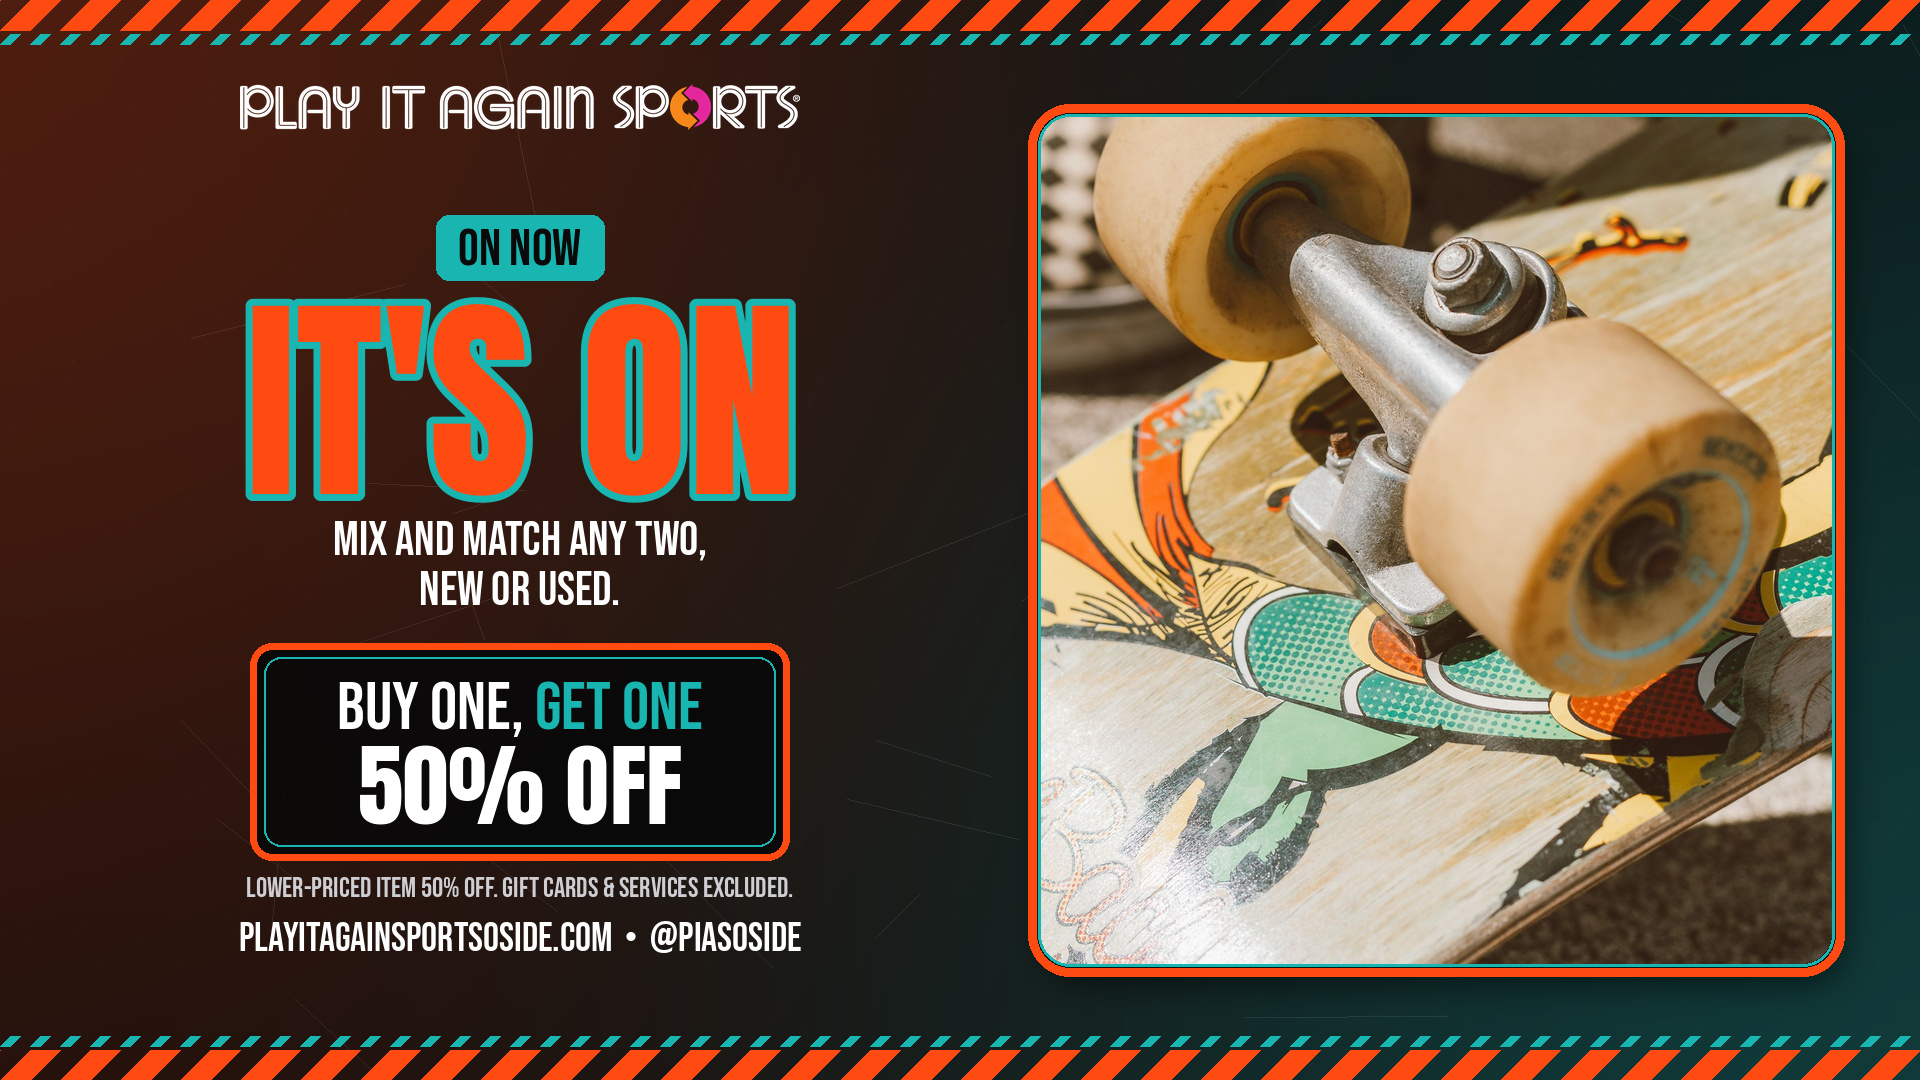 PLAY IT AGAIN SPORTS®
ON NOW
IT'S ON
MIX AND MATCH ANY TWO,
NEW OR USED.
BUY ONE, GET ONE
50% OFF
LOWER-PRICED ITEM 50% OFF. GIFT CARDS & SERVICES EXCLUDED.
PLAYITAGAINSPORTSOSIDE.COM • @PIASOSIDE